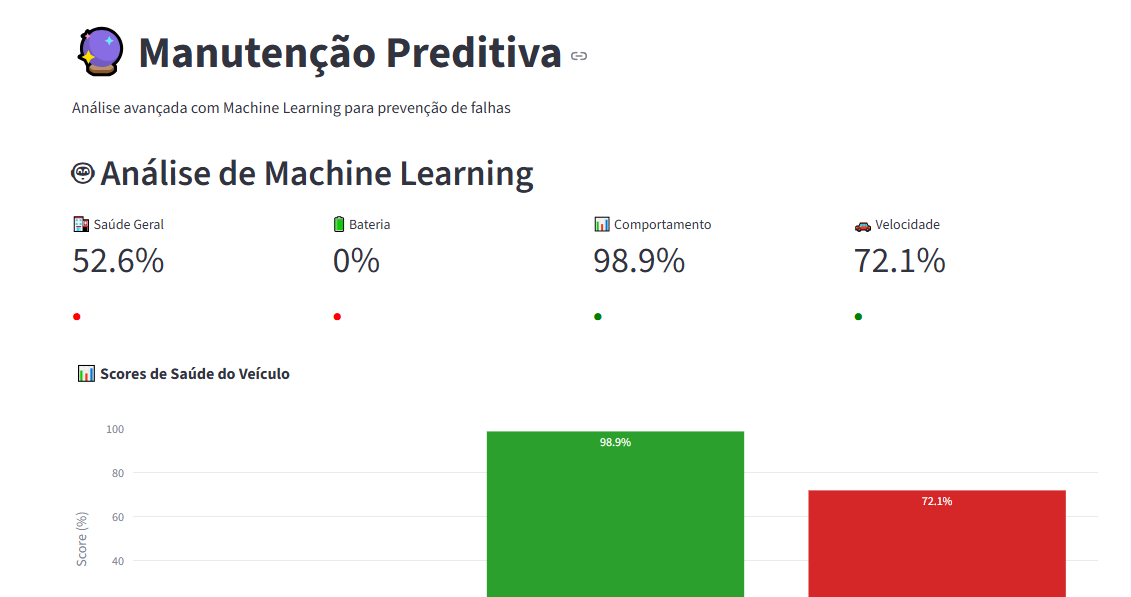 Manutenção Preditiva
Análise avançada com Machine Learning para prevenção de falhas
Análise de Machine Learning
Saúde Geral
52.6%
Bateria
0%
Comportamento
98.9%
Velocidade
72.1%
Scores de Saúde do Veículo
100
80
60
40
Score (%)
98.9%
72.1%